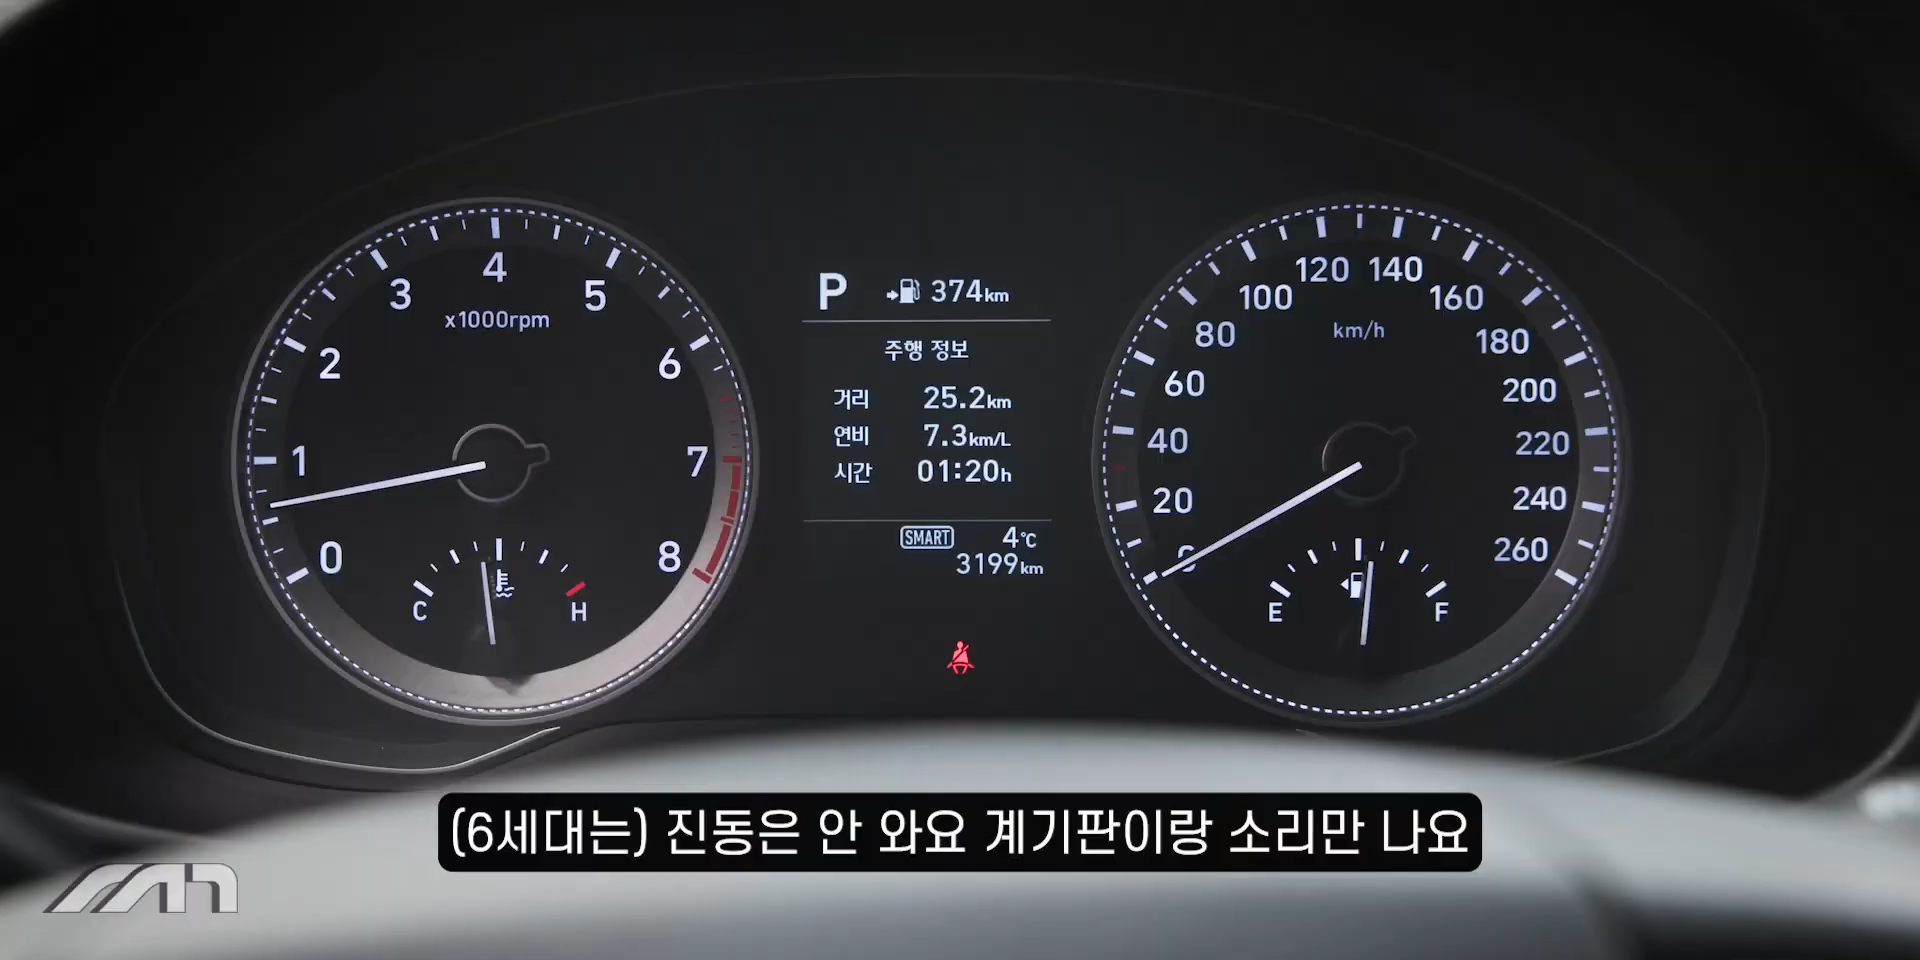 P 374km
주행 정보
거리 25.2km
연비 7.3km/L
시간 01:20h
SMART 4℃
3199km
0
1
2
3
4
5
6
7
8
x1000rpm
C H
0
20
40
60
80
100
120
140
160
180
200
220
240
260
km/h
E F
(6세대는) 진동은 안 와요 계기판이랑 소리만 나요